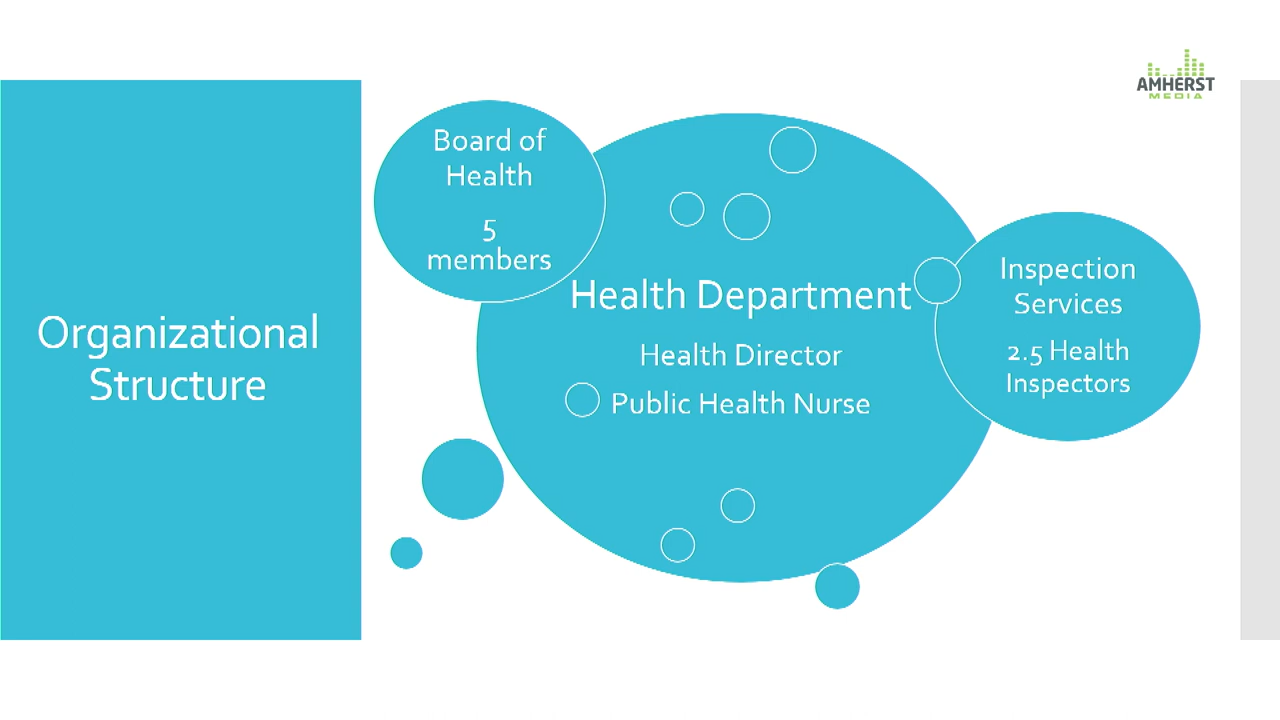 AMHERST
MEDIA
Organizational
Structure
Board of
Health
5
members
Health Department
Health Director
Public Health Nurse
Inspection
Services
2.5 Health
Inspectors